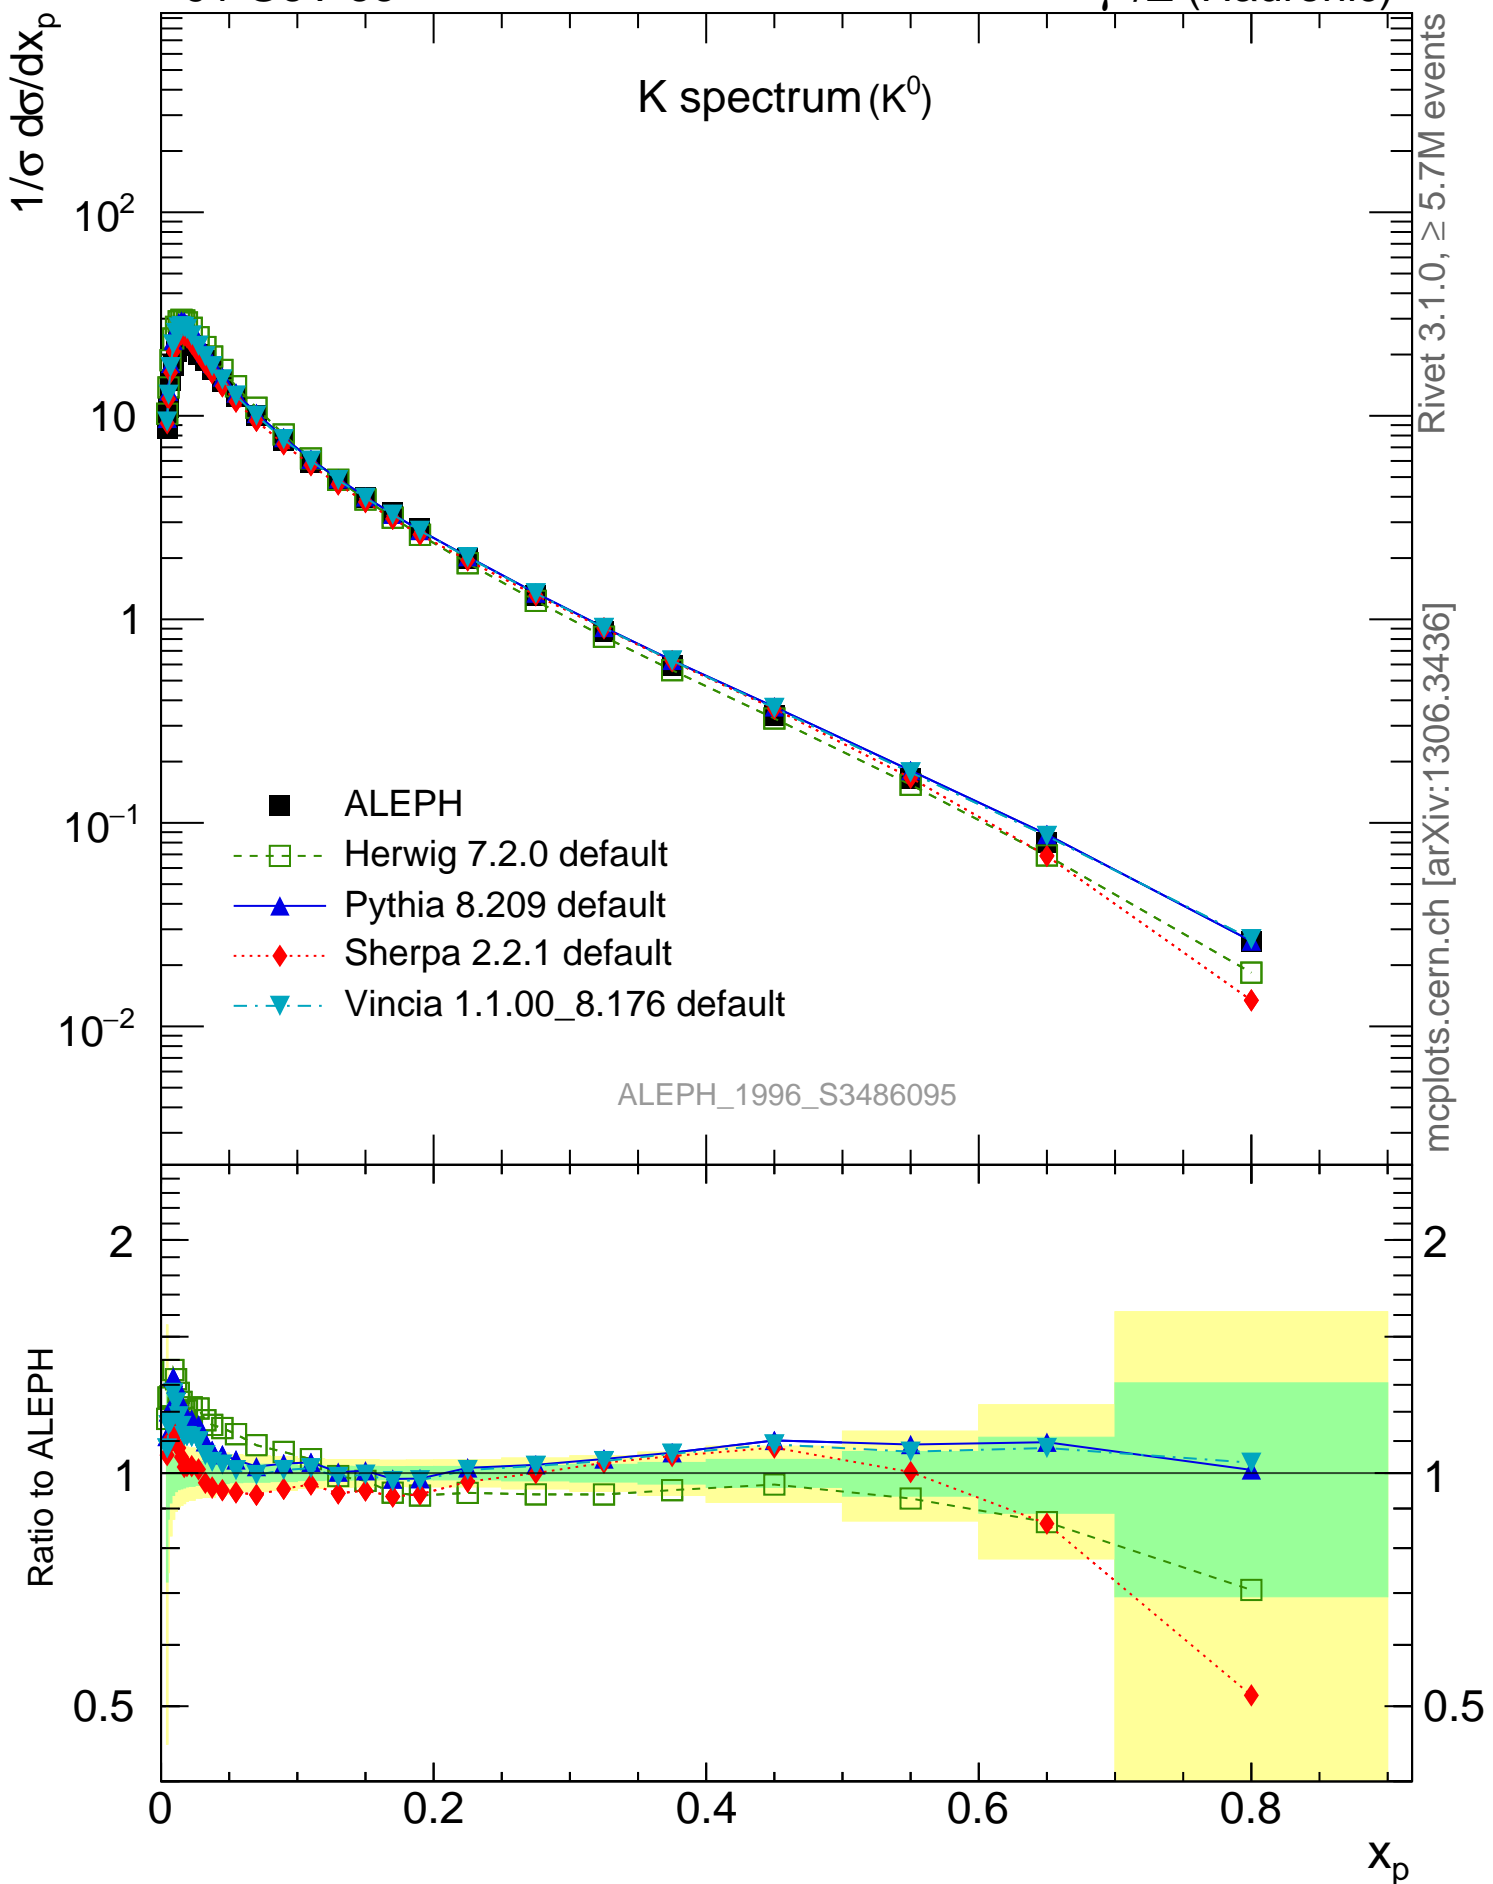 1/σ dσ/dxₚ
K spectrum (K⁰)
10²
10
1
10⁻¹
10⁻²
ALEPH
Herwig 7.2.0 default
Pythia 8.209 default
Sherpa 2.2.1 default
Vincia 1.1.00_8.176 default
ALEPH_1996_S3486095
Rivet 3.1.0, ≥ 5.7M events
mcplots.cern.ch [arXiv:1306.3436]
Ratio to ALEPH
2
1
0.5
2
1
0.5
0
0.2
0.4
0.6
0.8
xₚ